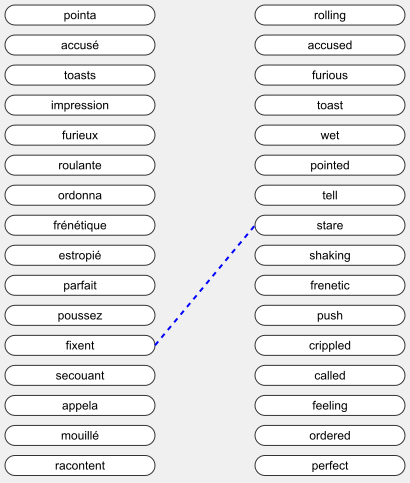 pointa
accusé
toasts
impression
furieux
roulante
ordonna
frénétique
estropié
parfait
poussez
fixent
secouant
appela
mouillé
racontent
rolling
accused
furious
toast
wet
pointed
tell
stare
shaking
frenetic
push
crippled
called
feeling
ordered
perfect